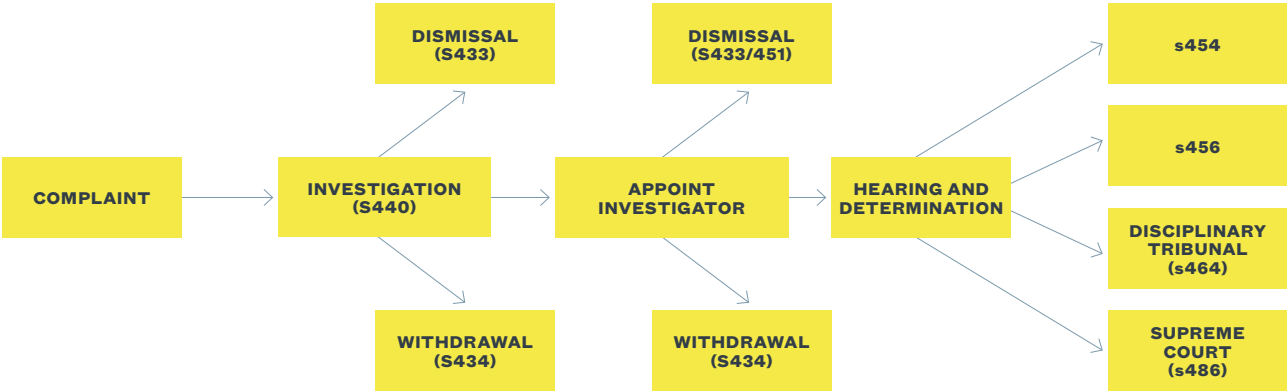 COMPLAINT
INVESTIGATION
(S440)
DISMISSAL
(S433)
WITHDRAWAL
(S434)
APPOINT
INVESTIGATOR
DISMISSAL
(S433/451)
WITHDRAWAL
(S434)
HEARING AND
DETERMINATION
s454
s456
DISCIPLINARY
TRIBUNAL
(s464)
SUPREME
COURT
(s486)